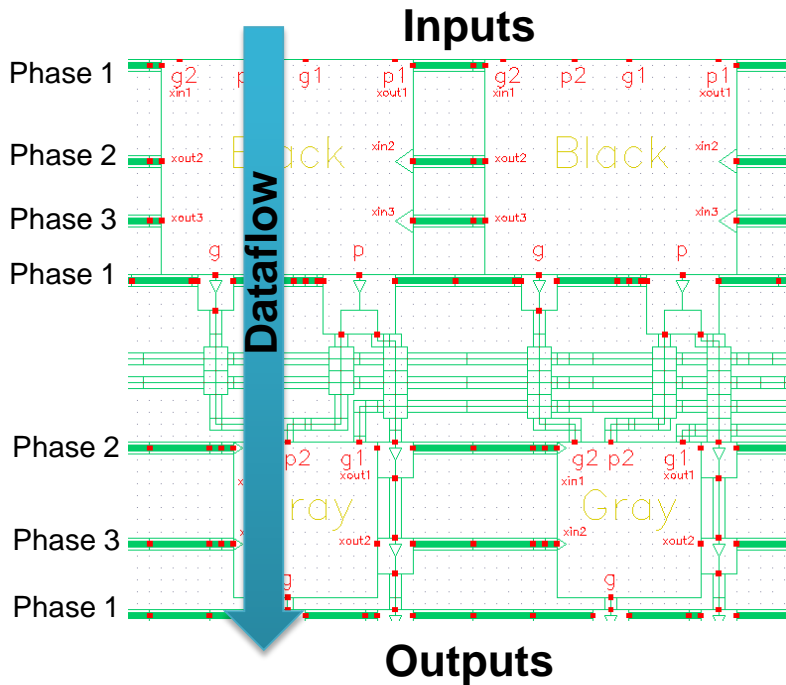 Inputs
Phase 1
g2 p g1 p1 g2 p2 g1 p1
xin1 xout1 xin1 xout1
Phase 2
xout2 Black xin2 xout2 Black xin2
Phase 3
xout3 xin3 xout3 xin3
Phase 1
g p g p
Dataflow
Phase 2
p2 g1 g2 p2 g1
xout1 xin1 xout1
ray Gray
Phase 3
xout2 xin2 xout2
g g
Phase 1
Outputs